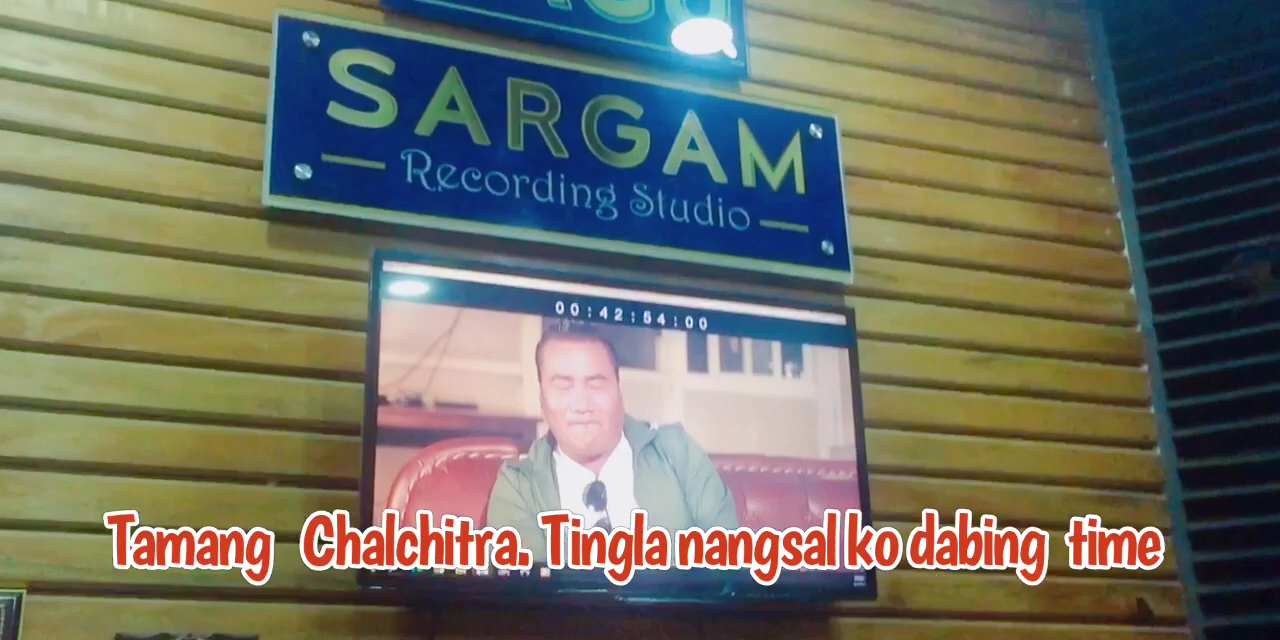 SARGAM
Recording Studio
00:42:54:00
Tamang Chalchitra. Tingla nangsal ko dabing time